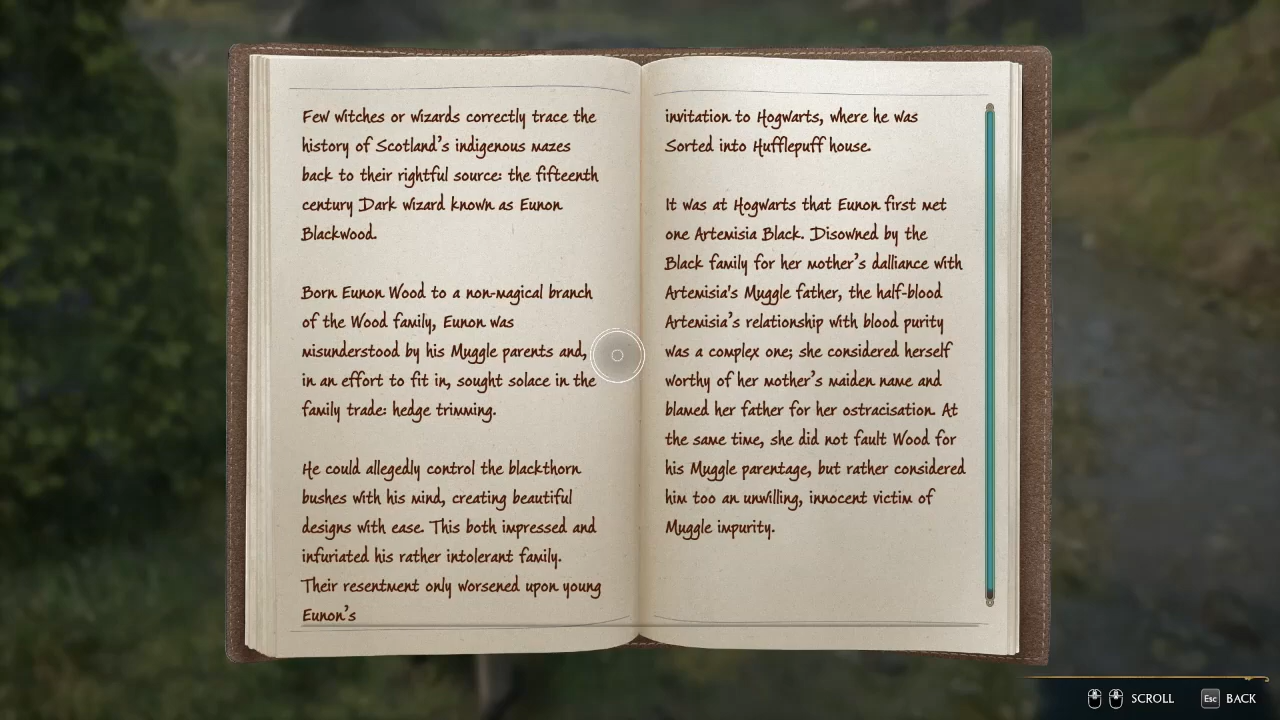 Few witches or wizards correctly trace the
history of Scotland's indigenous mazes
back to their rightful source: the fifteenth
century Dark wizard known as Eunon
Blackwood.
Born Eunon Wood to a non-magical branch
of the Wood family, Eunon was
misunderstood by his Muggle parents and,
in an effort to fit in, sought solace in the
family trade: hedge trimming.
He could allegedly control the blackthorn
bushes with his mind, creating beautiful
designs with ease. This both impressed and
infuriated his rather intolerant family.
Their resentment only worsened upon young
Eunon's
invitation to Hogwarts, where he was
Sorted into Hufflepuff house.
It was at Hogwarts that Eunon first met
one Artemisia Black. Disowned by the
Black family for her mother's dalliance with
Artemisia's Muggle father, the half-blood
Artemisia's relationship with blood purity
was a complex one; she considered herself
worthy of her mother's maiden name and
blamed her father for her ostracisation. At
the same time, she did not fault Wood for
his Muggle parentage, but rather considered
him too an unwilling, innocent victim of
Muggle impurity.
SCROLL
Esc BACK